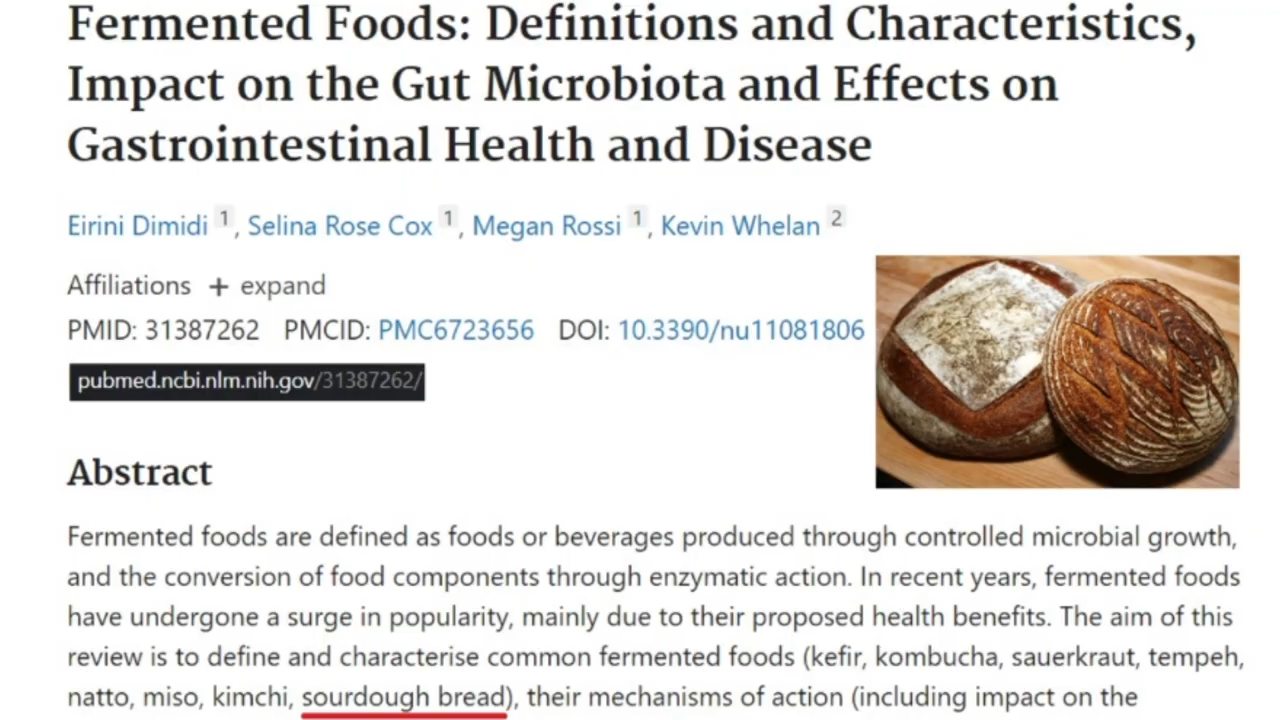 Fermented Foods: Definitions and Characteristics,
Impact on the Gut Microbiota and Effects on
Gastrointestinal Health and Disease
Eirini Dimidi 1, Selina Rose Cox 1, Megan Rossi 1, Kevin Whelan 2
Affiliations + expand
PMID: 31387262 PMCID: PMC6723656 DOI: 10.3390/nu11081806
pubmed.ncbi.nlm.nih.gov/31387262/
Abstract
Fermented foods are defined as foods or beverages produced through controlled microbial growth,
and the conversion of food components through enzymatic action. In recent years, fermented foods
have undergone a surge in popularity, mainly due to their proposed health benefits. The aim of this
review is to define and characterise common fermented foods (kefir, kombucha, sauerkraut, tempeh,
natto, miso, kimchi, sourdough bread), their mechanisms of action (including impact on the